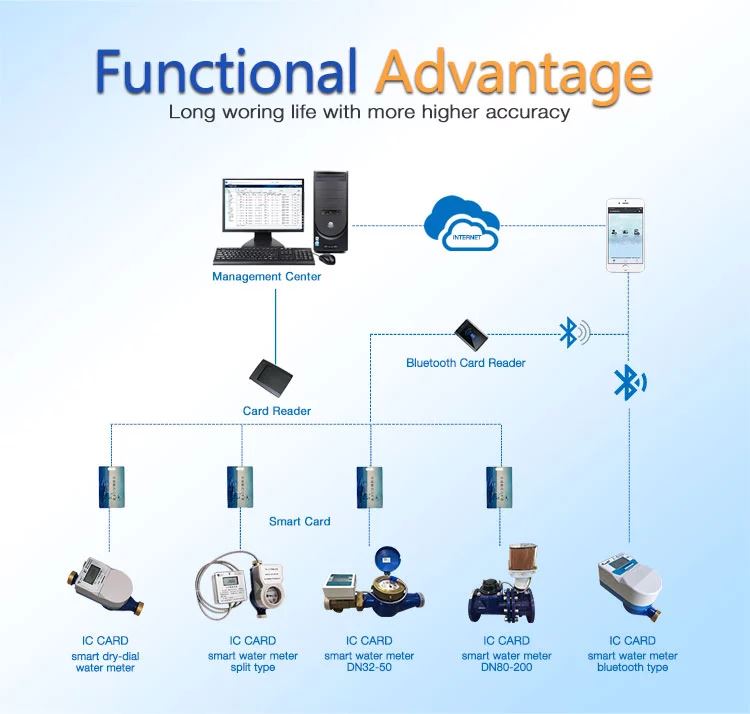 Functional Advantage
Long woring life with more higher accuracy
INTERNET
Management Center
Bluetooth Card Reader
Card Reader
Smart Card
IC CARD
smart dry-dial
water meter
IC CARD
smart water meter
split type
IC CARD
smart water meter
DN32-50
IC CARD
smart water meter
DN80-200
IC CARD
smart water meter
bluetooth type